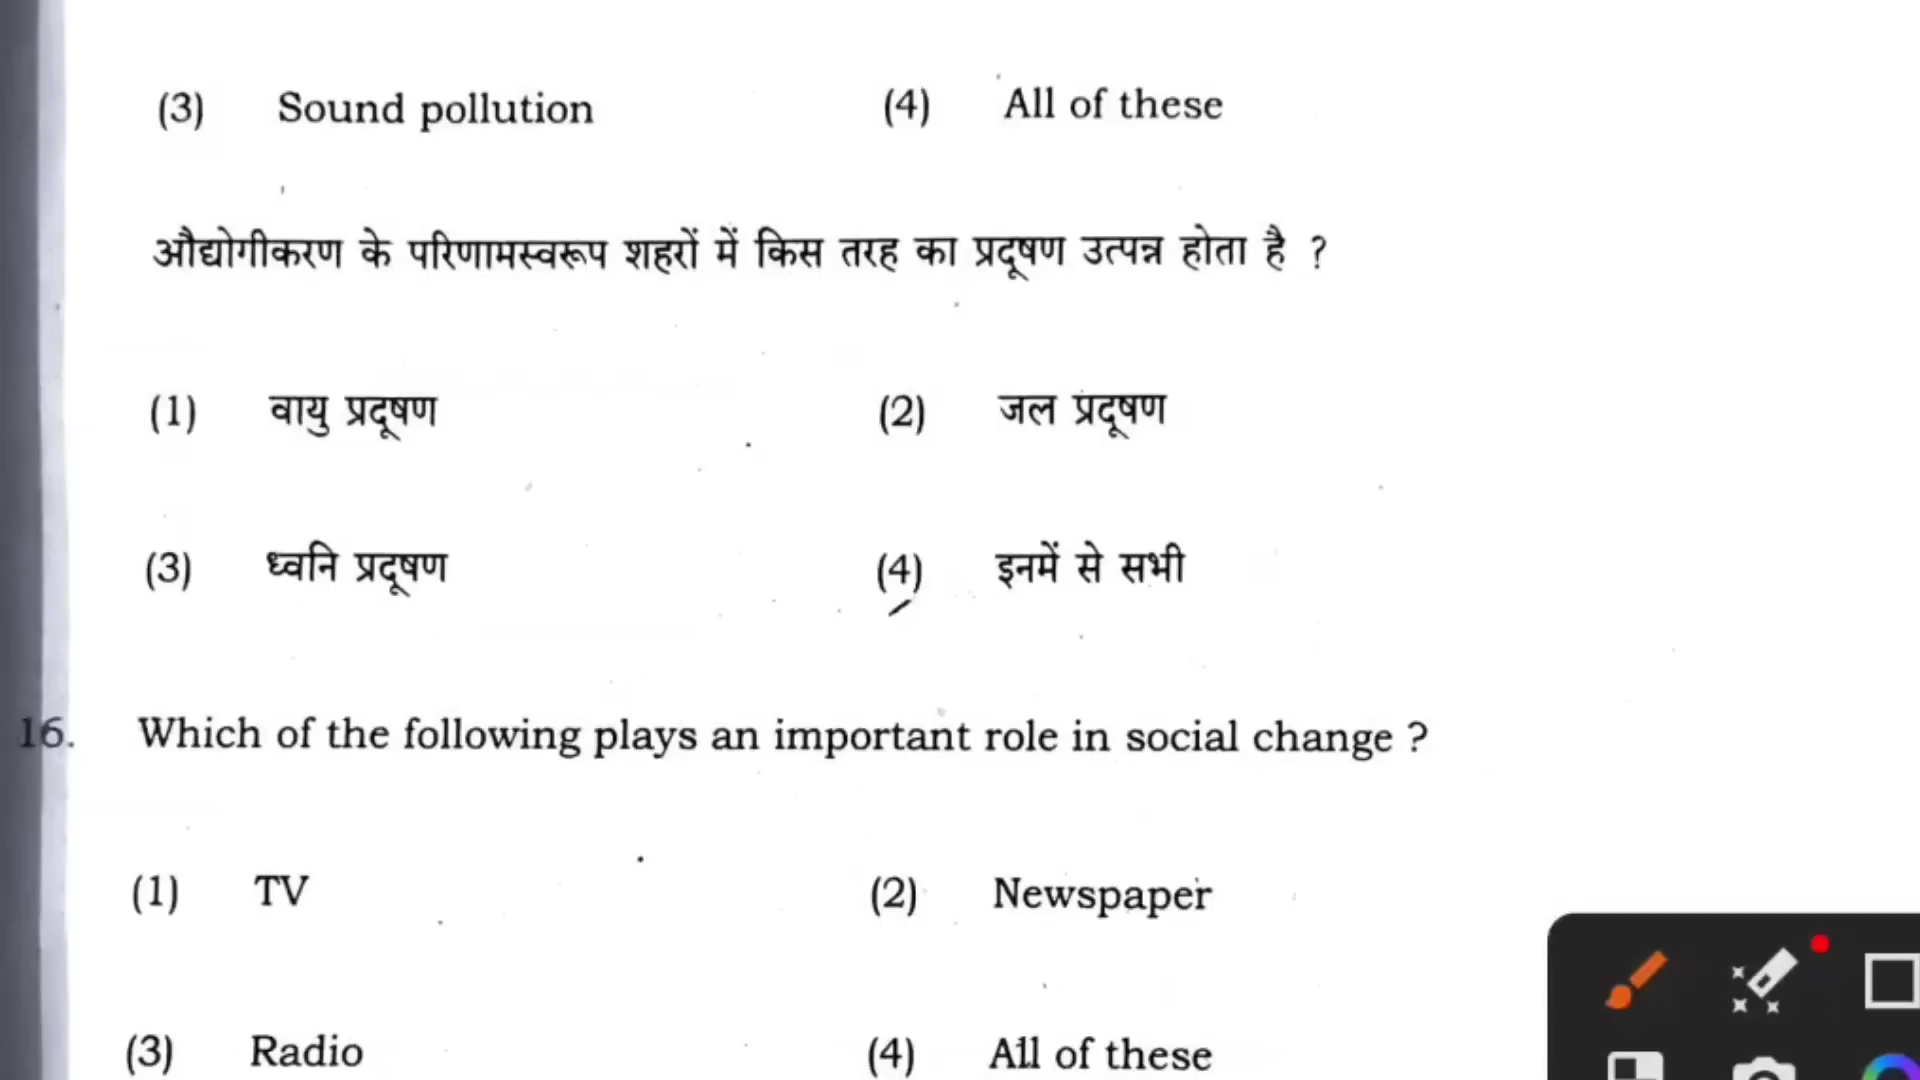 (3) Sound pollution (4) All of these
औद्योगीकरण के परिणामस्वरूप शहरों में किस तरह का प्रदूषण उत्पन्न होता है ?
(1) वायु प्रदूषण (2) जल प्रदूषण
(3) ध्वनि प्रदूषण (4) इनमें से सभी
16. Which of the following plays an important role in social change ?
(1) TV (2) Newspaper
(3) Radio (4) All of these